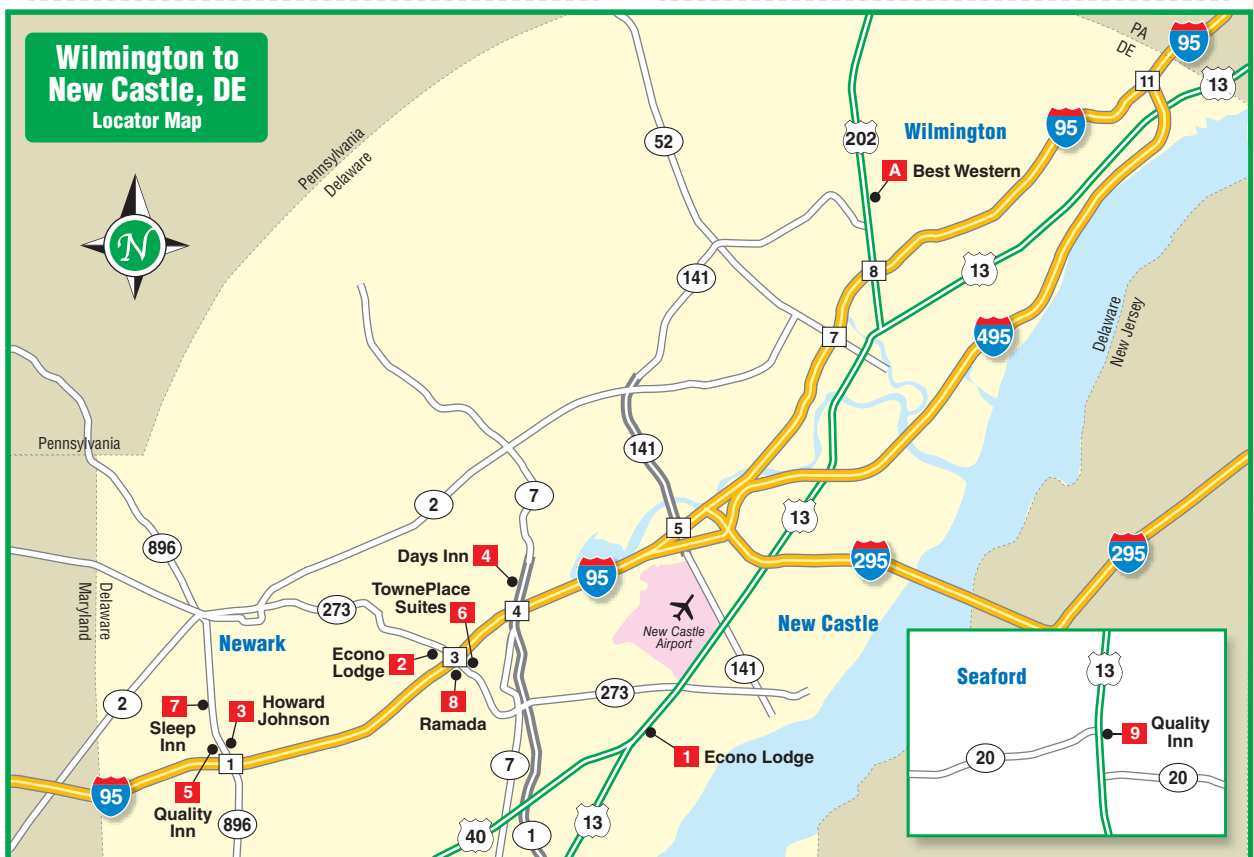 Wilmington to
New Castle, DE
Locator Map
PA
DE
95
11
13
52
202
Wilmington
95
A Best Western
Pennsylvania
Delaware
N
141
8
13
7
495
Delaware
New Jersey
141
Pennsylvania
2
7
13
896
5
Days Inn 4
95
295
295
TownePlace
Suites 6
4
Maryland
Delaware
273
New Castle
Airport
New Castle
Newark
Econo
Lodge 2
3
8
Ramada
141
273
2
7
Sleep
Inn
3 Howard
Johnson
1 Econo Lodge
1
7
95
5
Quality
Inn
896
40
13
1
Seaford
13
9 Quality
Inn
20
20